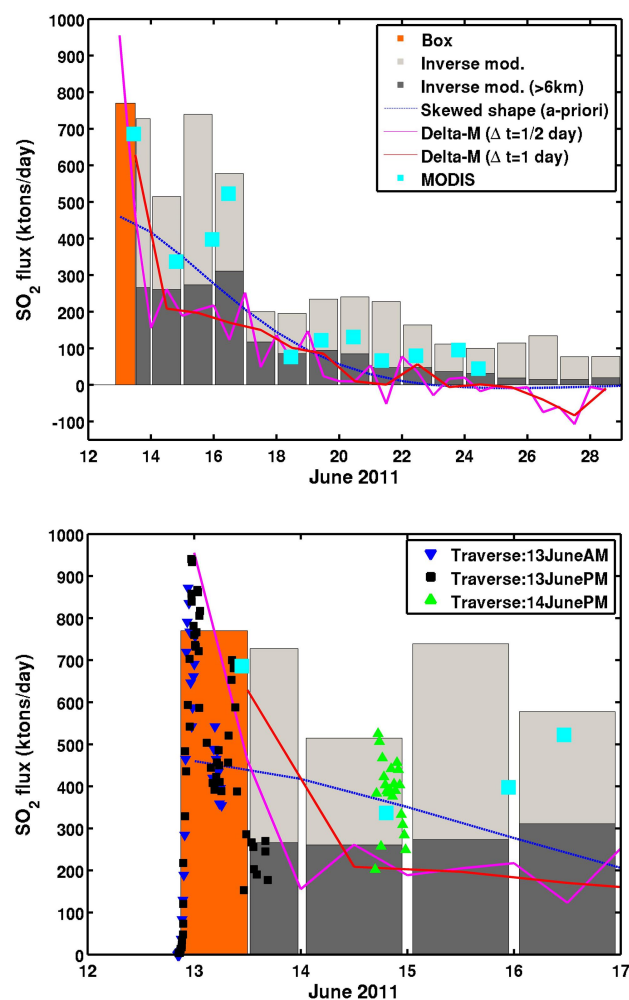 1000
900
800
700
600
500
400
300
200
100
0
-100
SO2 flux (ktons/day)
Box
Inverse mod.
Inverse mod. (>6km)
Skewed shape (a-priori)
Delta-M (Δ t=1/2 day)
Delta-M (Δ t=1 day)
MODIS
12 14 16 18 20 22 24 26 28
June 2011
1000
900
800
700
600
500
400
300
200
100
0
SO2 flux (ktons/day)
Traverse:13JuneAM
Traverse:13JunePM
Traverse:14JunePM
12 13 14 15 16 17
June 2011